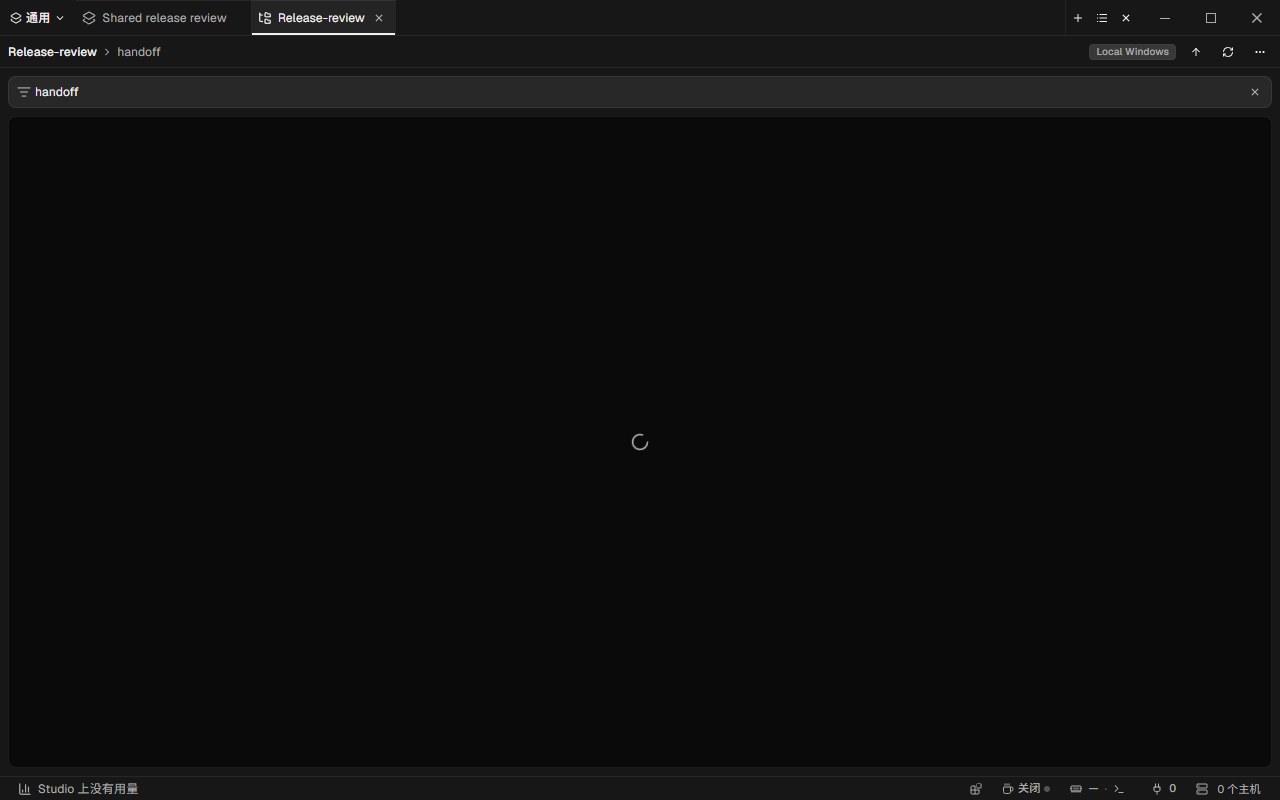 通用
Shared release review
Release-review
Release-review > handoff
Local Windows
handoff
Studio 上没有用量
关闭
0
0 个主机